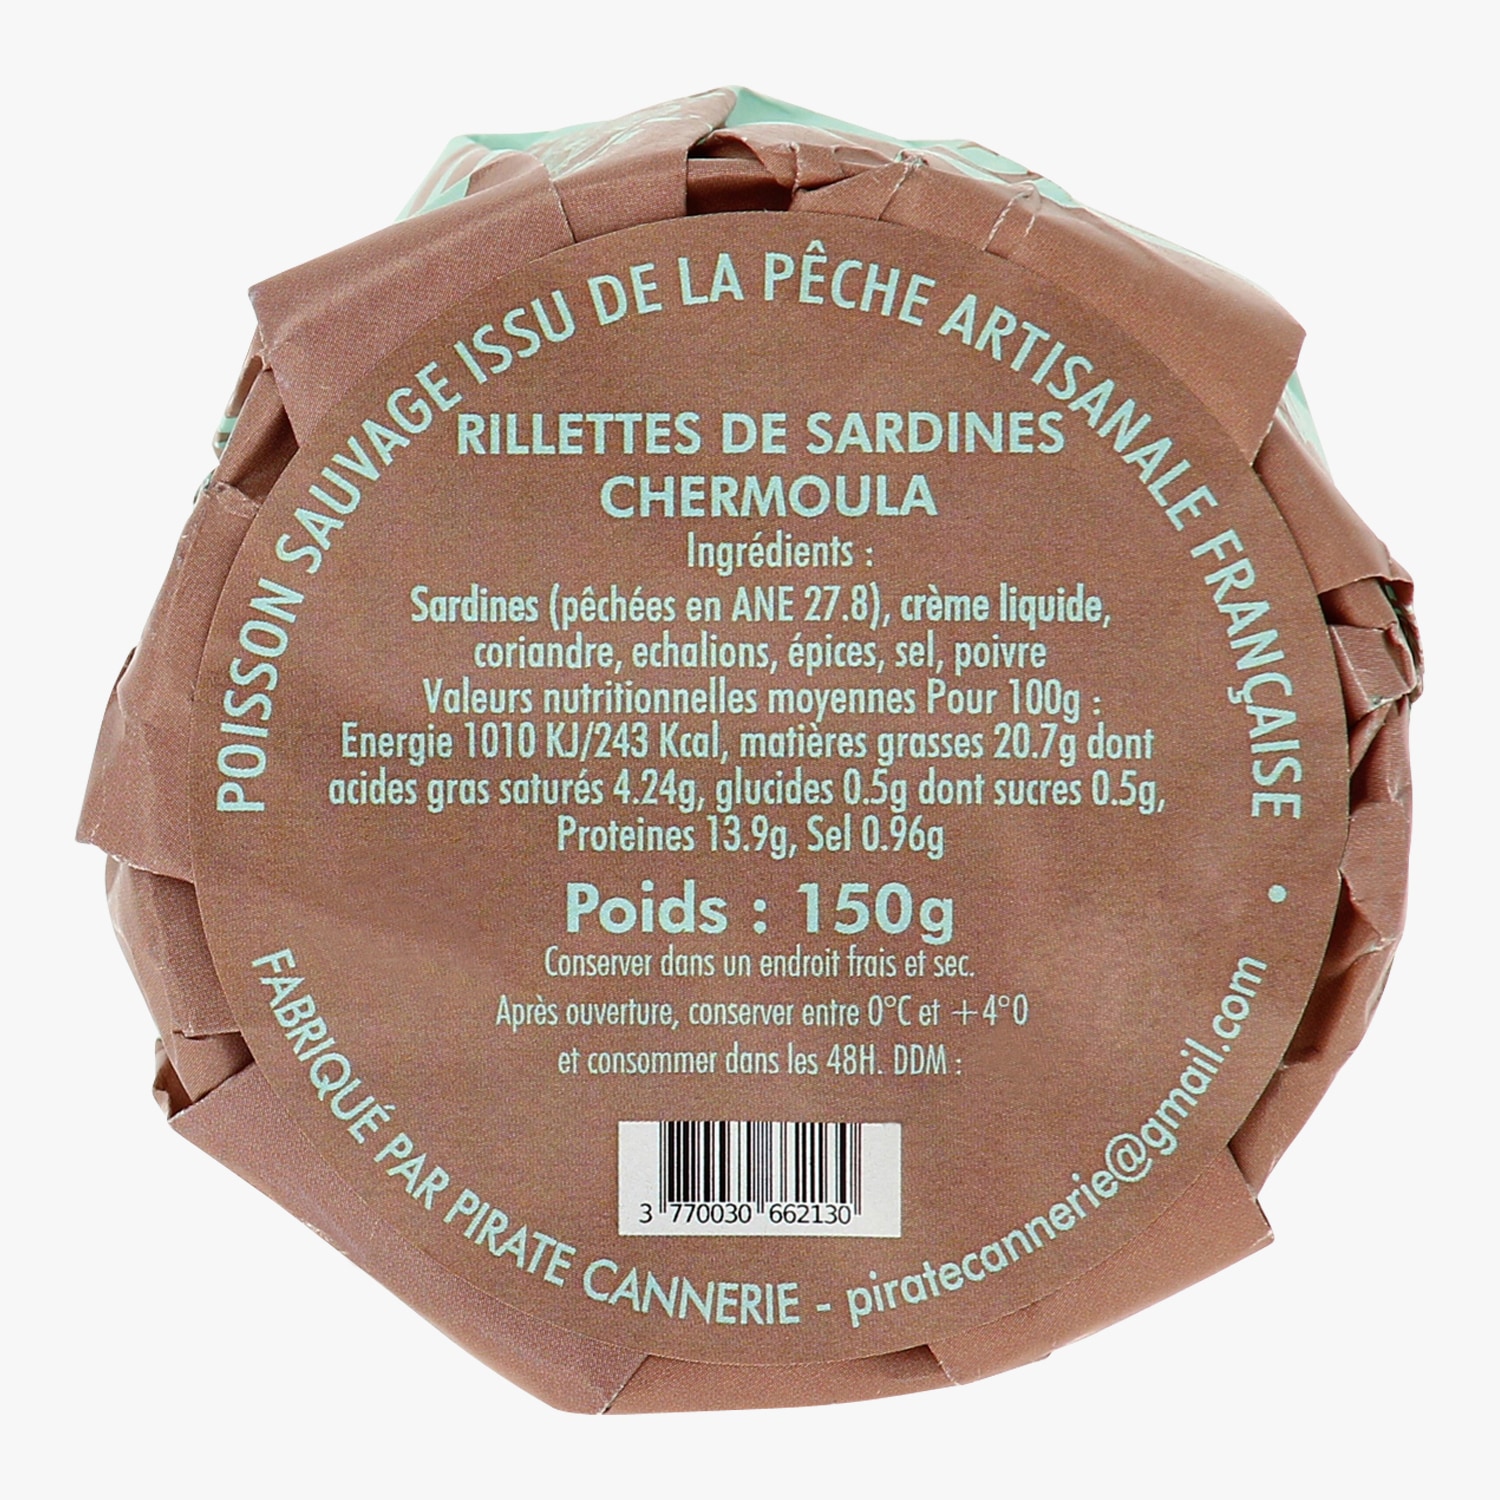 POISSON SAUVAGE ISSU DE LA PÊCHE ARTISANALE FRANÇAISE •
RILLETTES DE SARDINES
CHERMOULA
Ingrédients :
Sardines (pêchées en ANE 27.8), crème liquide,
coriandre, echalions, épices, sel, poivre
Valeurs nutritionnelles moyennes Pour 100g :
Energie 1010 KJ/243 Kcal, matières grasses 20.7g dont
acides gras saturés 4.24g, glucides 0.5g dont sucres 0.5g,
Proteines 13.9g, Sel 0.96g
Poids : 150g
Conserver dans un endroit frais et sec.
Après ouverture, conserver entre 0°C et +4°0
et consommer dans les 48H. DDM :
3 770030 662130
FABRIQUÉ PAR PIRATE CANNERIE - piratecannerie@gmail.com